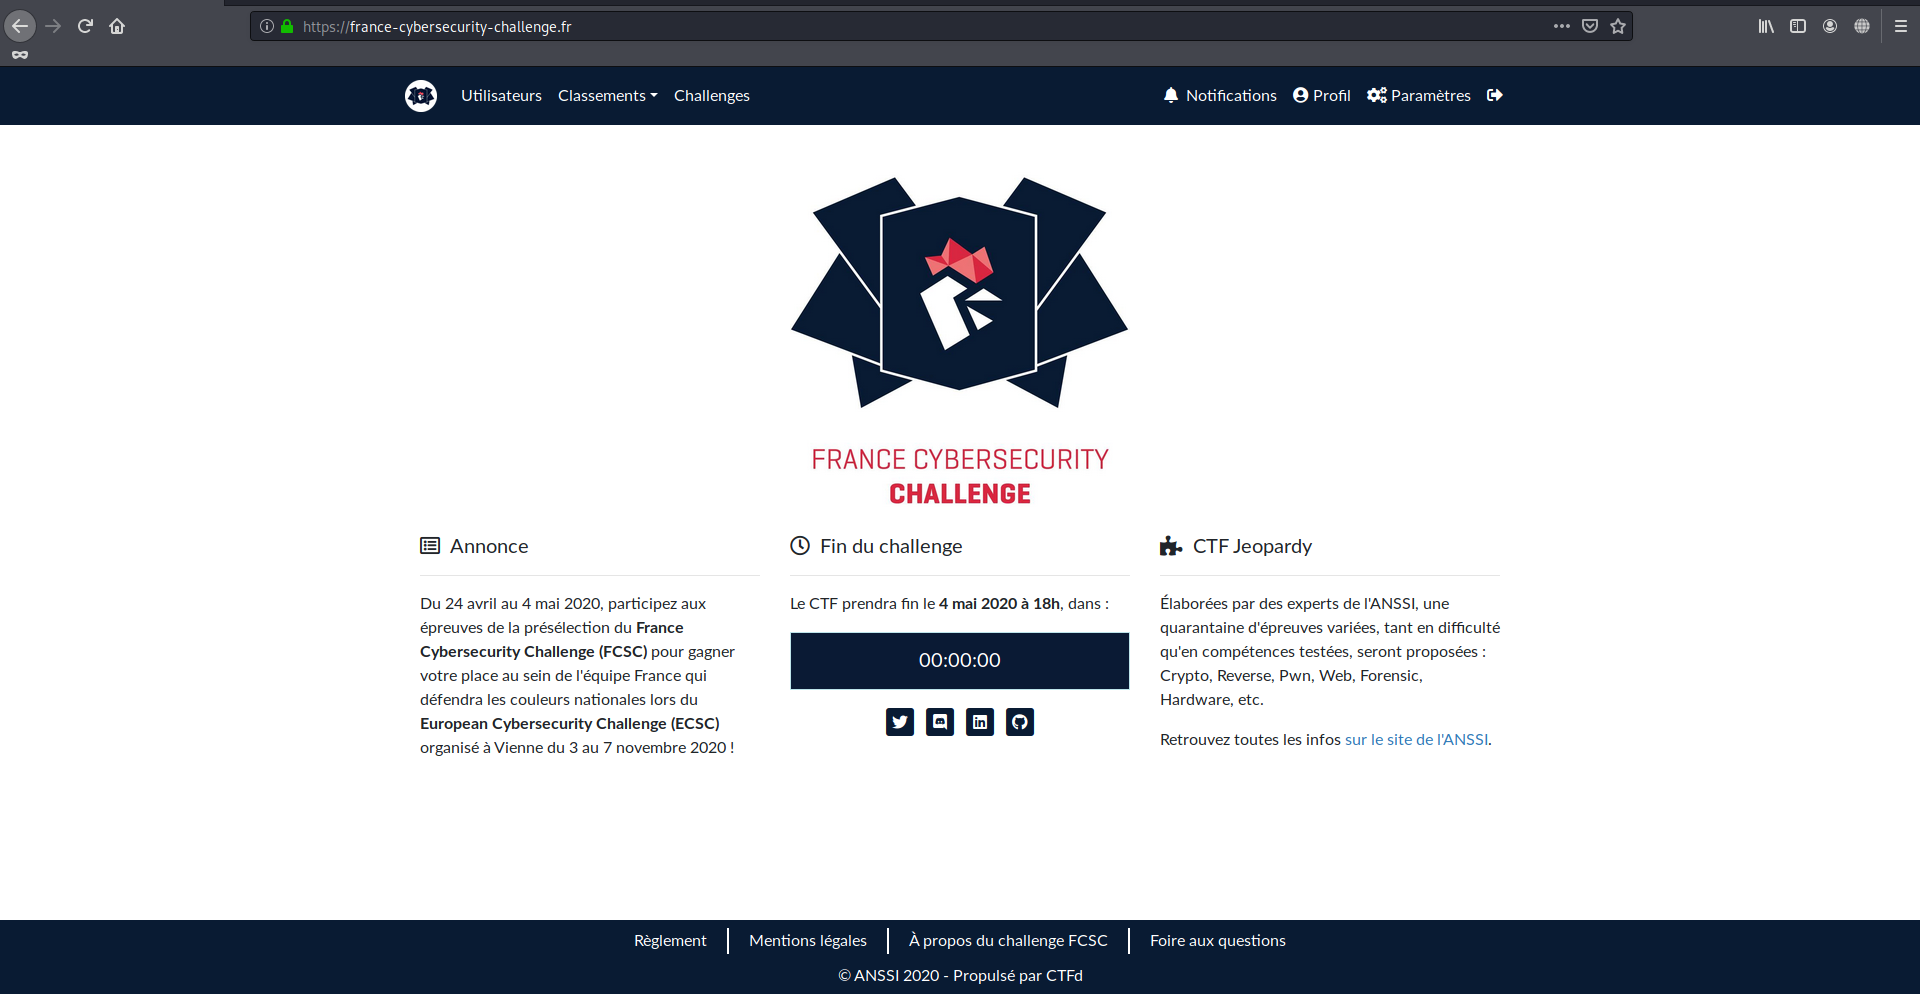 https://france-cybersecurity-challenge.fr
Utilisateurs Classements Challenges Notifications Profil Paramètres
FRANCE CYBERSECURITY
CHALLENGE
Annonce
Du 24 avril au 4 mai 2020, participez aux
épreuves de la présélection du France
Cybersecurity Challenge (FCSC) pour gagner
votre place au sein de l'équipe France qui
défendra les couleurs nationales lors du
European Cybersecurity Challenge (ECSC)
organisé à Vienne du 3 au 7 novembre 2020 !
Fin du challenge
Le CTF prendra fin le 4 mai 2020 à 18h, dans :
00:00:00
CTF Jeopardy
Élaborées par des experts de l'ANSSI, une
quarantaine d'épreuves variées, tant en difficulté
qu'en compétences testées, seront proposées :
Crypto, Reverse, Pwn, Web, Forensic,
Hardware, etc.
Retrouvez toutes les infos sur le site de l'ANSSI.
Règlement Mentions légales À propos du challenge FCSC Foire aux questions
© ANSSI 2020 - Propulsé par CTFd